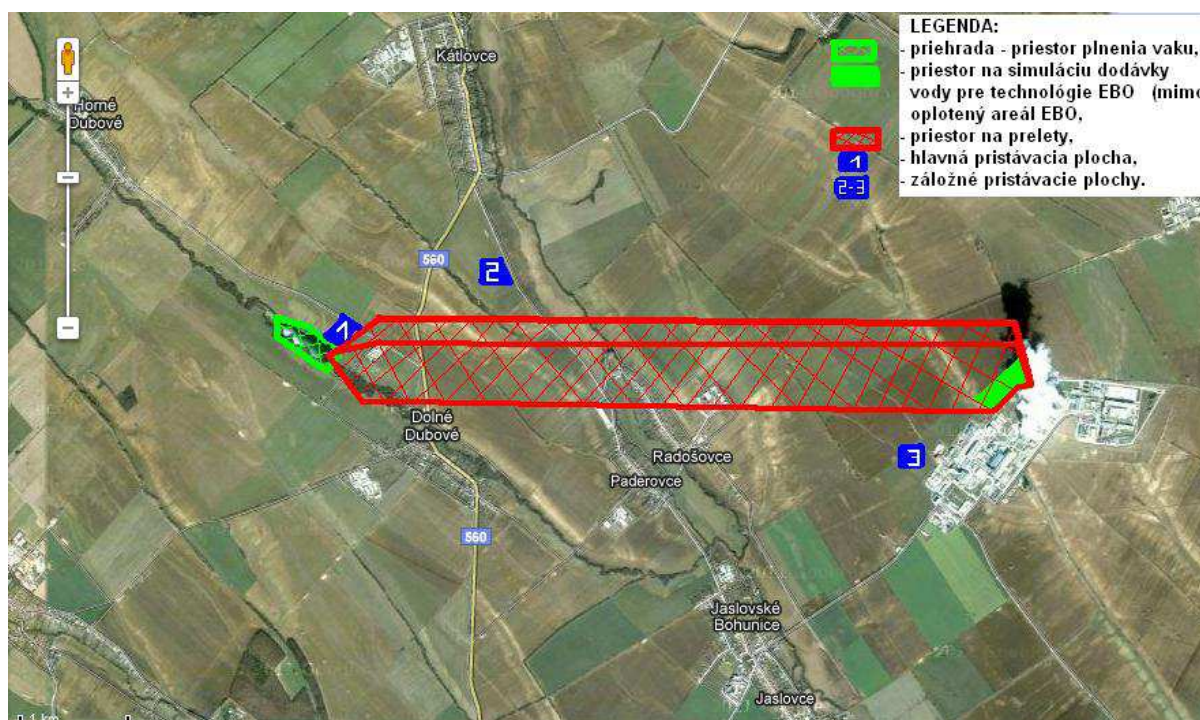 LEGENDA:
- priehrada - priestor plnenia vaku,
- priestor na simuláciu dodávky
vody pre technológie EBO (mimo
oplotený areál EBO,
- priestor na prelety,
1
- hlavná pristávacia plocha,
2-3
- záložné pristávacie plochy.
Kátlovce
Horné
Dubové
560
2
1
Dolné
Dubové
Radošovce
3
Paderovce
560
Jaslovské
Bohunice
Jaslovce
1 km